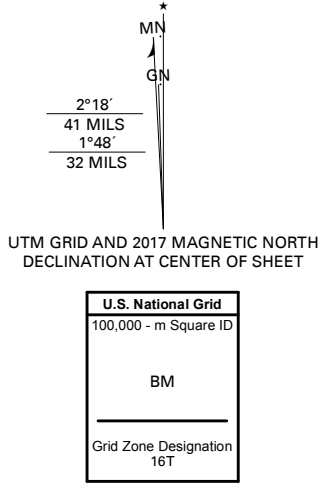 ★
MN
GN
2°18´
41 MILS
1°48´
32 MILS
UTM GRID AND 2017 MAGNETIC NORTH
DECLINATION AT CENTER OF SHEET
U.S. National Grid
100,000 - m Square ID
BM
Grid Zone Designation
16T